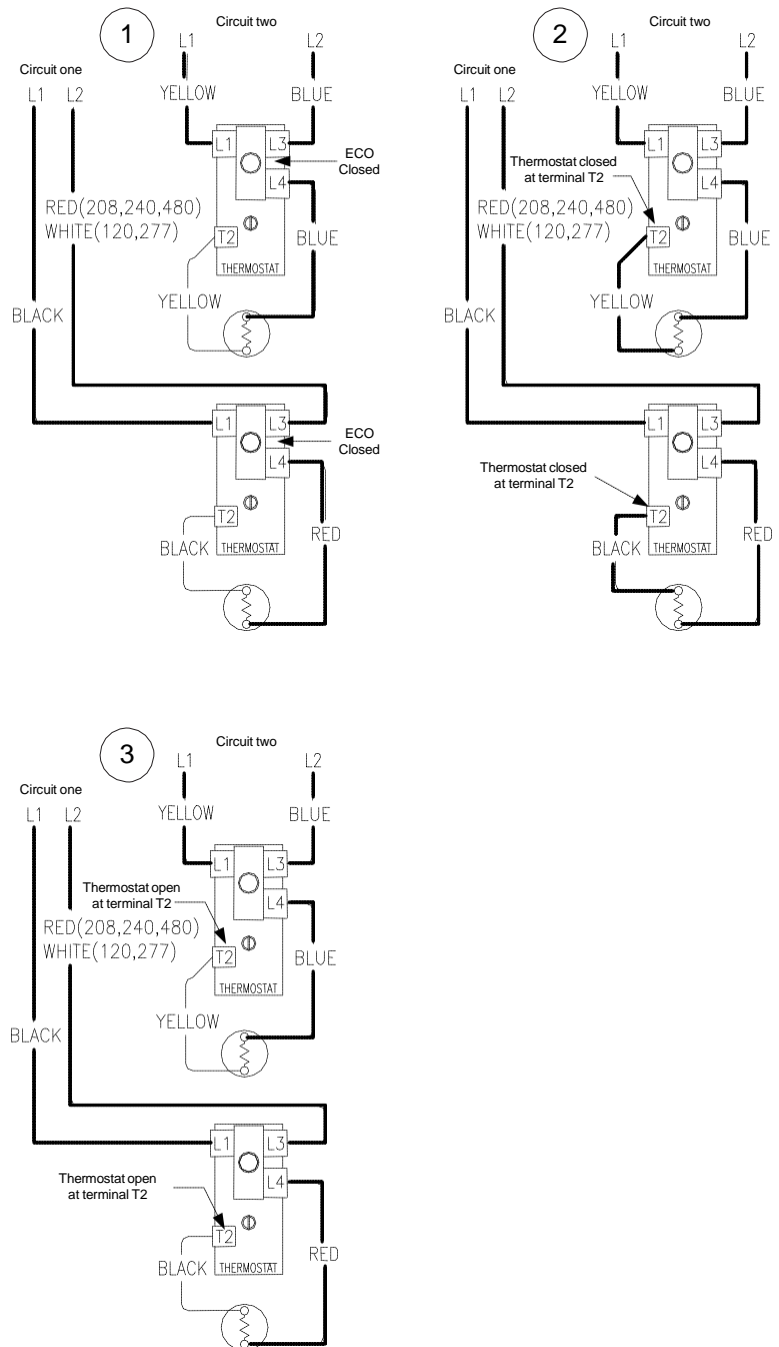 1
Circuit two
L1 L2
Circuit one
L1 L2
YELLOW BLUE
L1 L3
ECO
Closed
L4
RED(208,240,480)
WHITE(120,277)
T2
BLUE
THERMOSTAT
YELLOW
BLACK
L1 L3
ECO
Closed
L4
T2
RED
BLACK THERMOSTAT
2
Circuit two
L1 L2
Circuit one
L1 L2
YELLOW BLUE
L1 L3
Thermostat closed
at terminal T2
L4
RED(208,240,480)
WHITE(120,277)
T2
BLUE
THERMOSTAT
YELLOW
BLACK
L1 L3
Thermostat closed
at terminal T2
L4
T2
RED
BLACK THERMOSTAT
3
Circuit two
L1 L2
Circuit one
L1 L2
YELLOW BLUE
L1 L3
Thermostat open
at terminal T2
L4
RED(208,240,480)
WHITE(120,277)
T2
BLUE
THERMOSTAT
YELLOW
BLACK
L1 L3
Thermostat open
at terminal T2
L4
T2
RED
BLACK THERMOSTAT